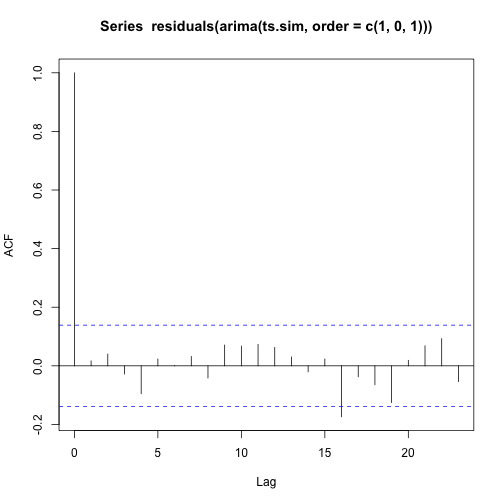 Series  residuals(arima(ts.sim, order = c(1, 0, 1)))
ACF
1.0
0.8
0.6
0.4
0.2
0.0
-0.2
0 5 10 15 20
Lag